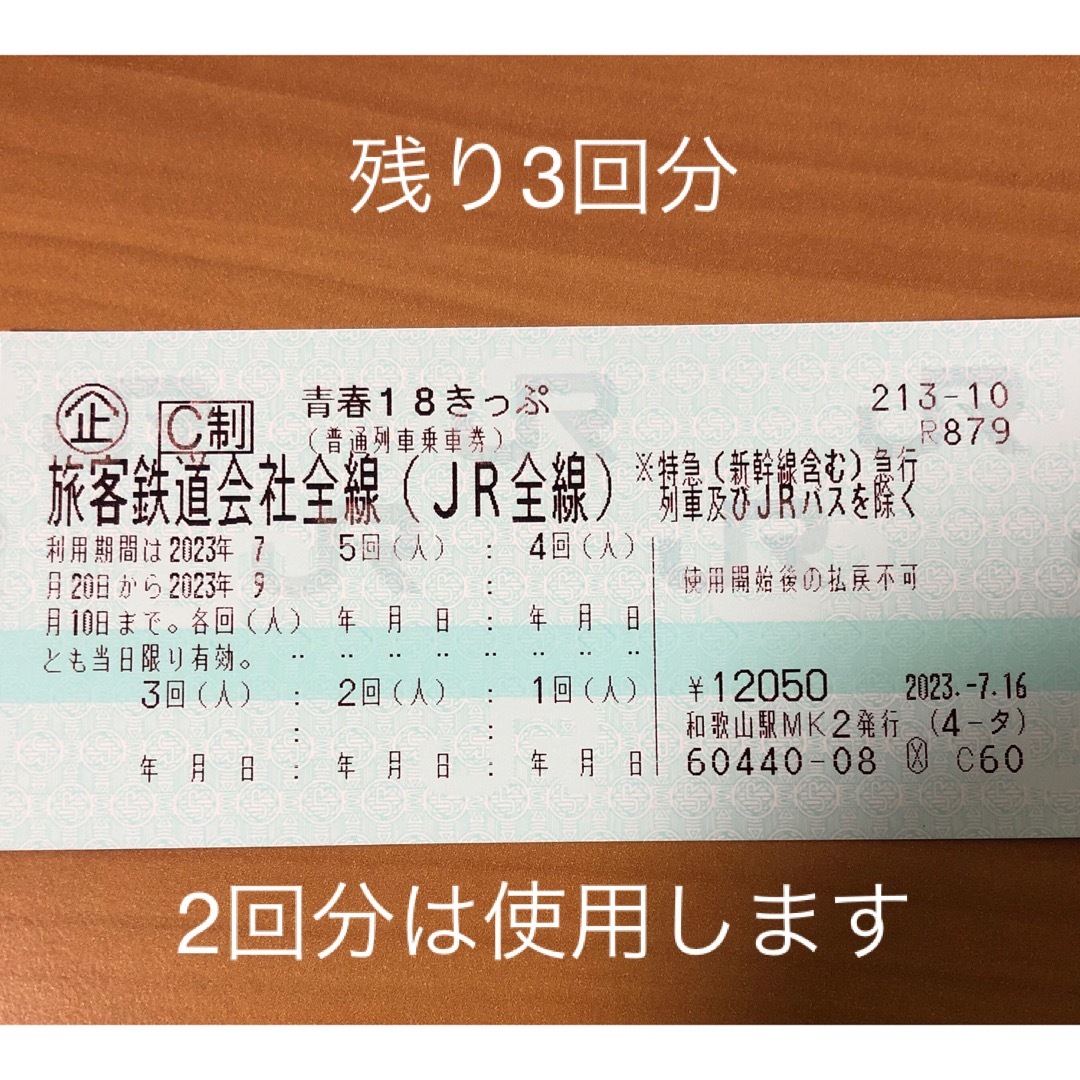 残り3回分
企 C制 青春18きっぷ 213-10
(普通列車乗車券) R879
旅客鉄道会社全線(JR全線) ※特急(新幹線含む)急行
列車及びJRバスを除く
利用期間は2023年 7 5回(人) : 4回(人)
月20日から2023年 9 : 使用開始後の払戻不可
月10日まで。各回(人) 年 月 日 : 年 月 日
とも当日限り有効。
3回(人) : 2回(人) : 1回(人) ¥12050 2023.-7.16
: : 和歌山駅MK2発行 (4-タ)
年 月 日 : 年 月 日 : 年 月 日 60440-08 Ⓧ C60
2回分は使用します